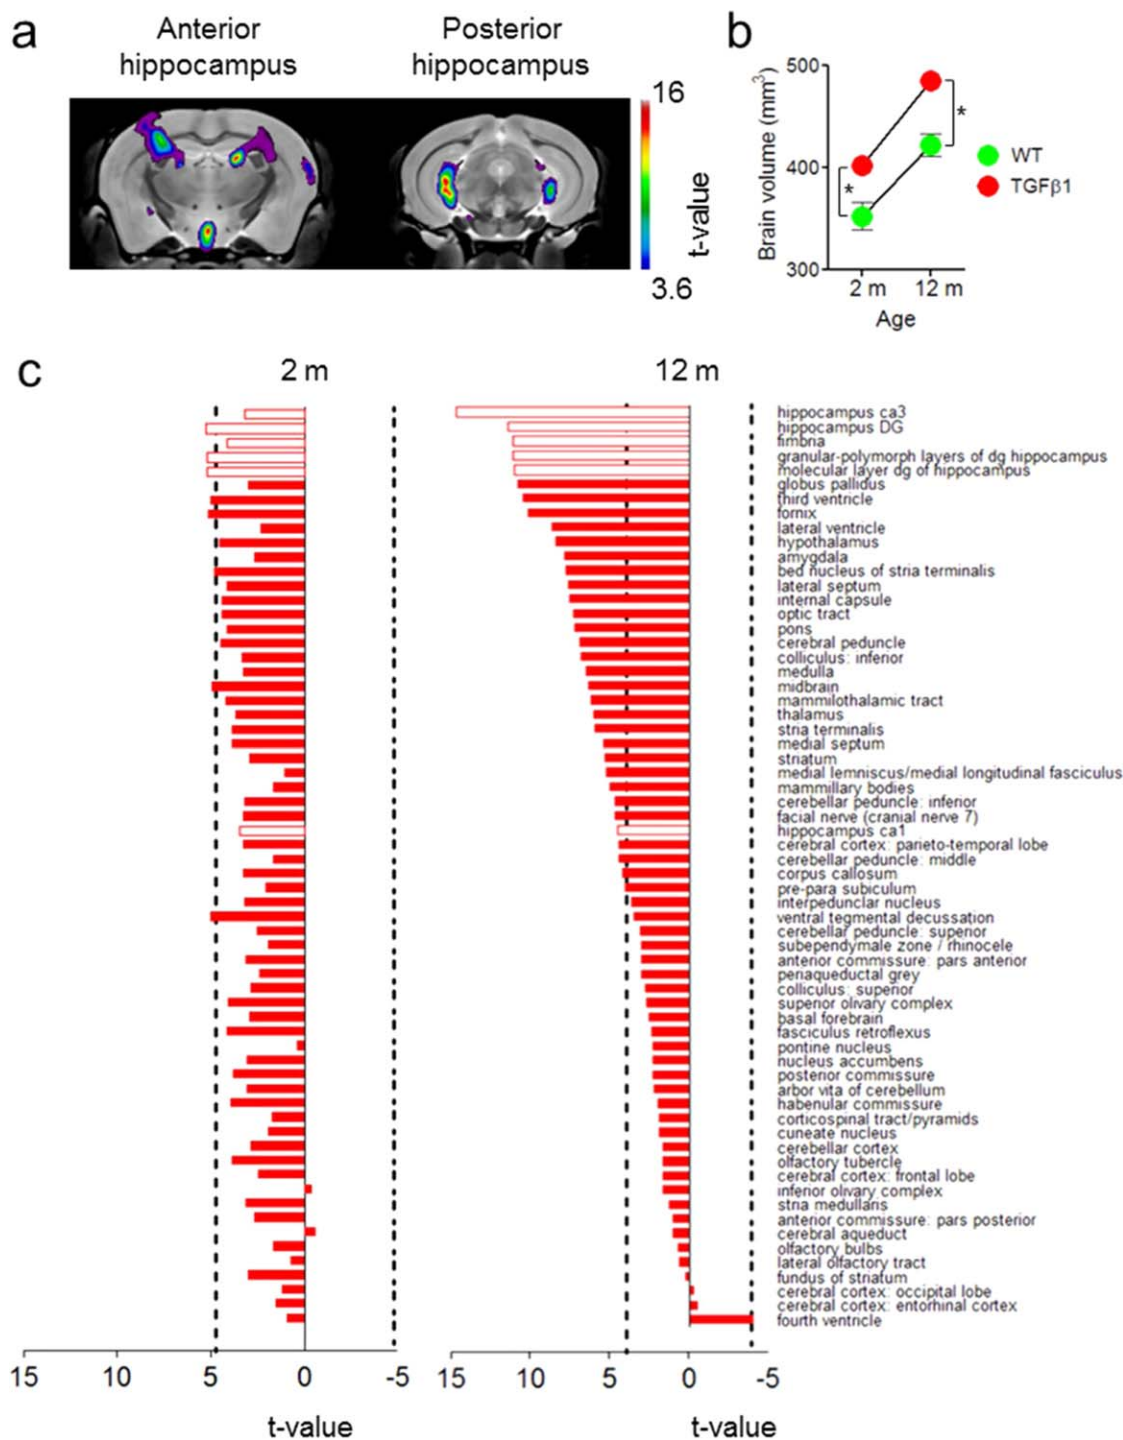 a
Anterior
hippocampus
Posterior
hippocampus
16
t-value
3.6
b
Brain volume (mm³)
500
400
300
*
*
2 m
12 m
Age
WT
TGFβ1
c
2 m
12 m
hippocampus ca3
hippocampus DG
fimbria
granular-polymorph layers of dg hippocampus
molecular layer dg of hippocampus
globus pallidus
third ventricle
fornix
lateral ventricle
hypothalamus
amygdala
bed nucleus of stria terminalis
lateral septum
internal capsule
optic tract
pons
cerebral peduncle
colliculus: inferior
medulla
midbrain
mammilothalamic tract
thalamus
stria terminalis
medial septum
striatum
medial lemniscus/medial longitudinal fasciculus
mammillary bodies
cerebellar peduncle: inferior
facial nerve (cranial nerve 7)
hippocampus ca1
cerebral cortex: parieto-temporal lobe
cerebellar peduncle: middle
corpus callosum
pre-para subiculum
interpedunclar nucleus
ventral tegmental decussation
cerebellar peduncle: superior
subependymale zone / rhinocele
anterior commissure: pars anterior
periaqueductal grey
colliculus: superior
superior olivary complex
basal forebrain
fasciculus retroflexus
pontine nucleus
nucleus accumbens
posterior commissure
arbor vita of cerebellum
habenular commissure
corticospinal tract/pyramids
cuneate nucleus
cerebellar cortex
olfactory tubercle
cerebral cortex: frontal lobe
inferior olivary complex
stria medullaris
anterior commissure: pars posterior
cerebral aqueduct
olfactory bulbs
lateral olfactory tract
fundus of striatum
cerebral cortex: occipital lobe
cerebral cortex: entorhinal cortex
fourth ventricle
15 10 5 0 -5
15 10 5 0 -5
t-value
t-value